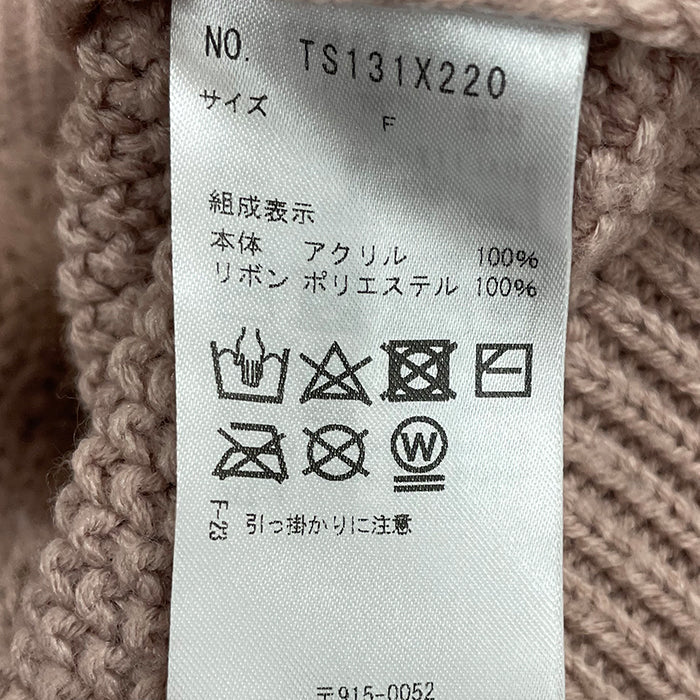 NO. TS131X220
サイズ F
組成表示
本体 アクリル 100%
リボン ポリエステル 100%
W
F-23 引っ掛かりに注意
〒915-0052